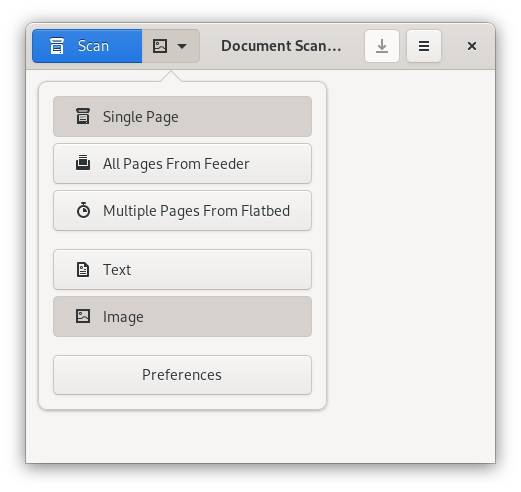 Scan
Document Scan...
Single Page
All Pages From Feeder
Multiple Pages From Flatbed
Text
Image
Preferences